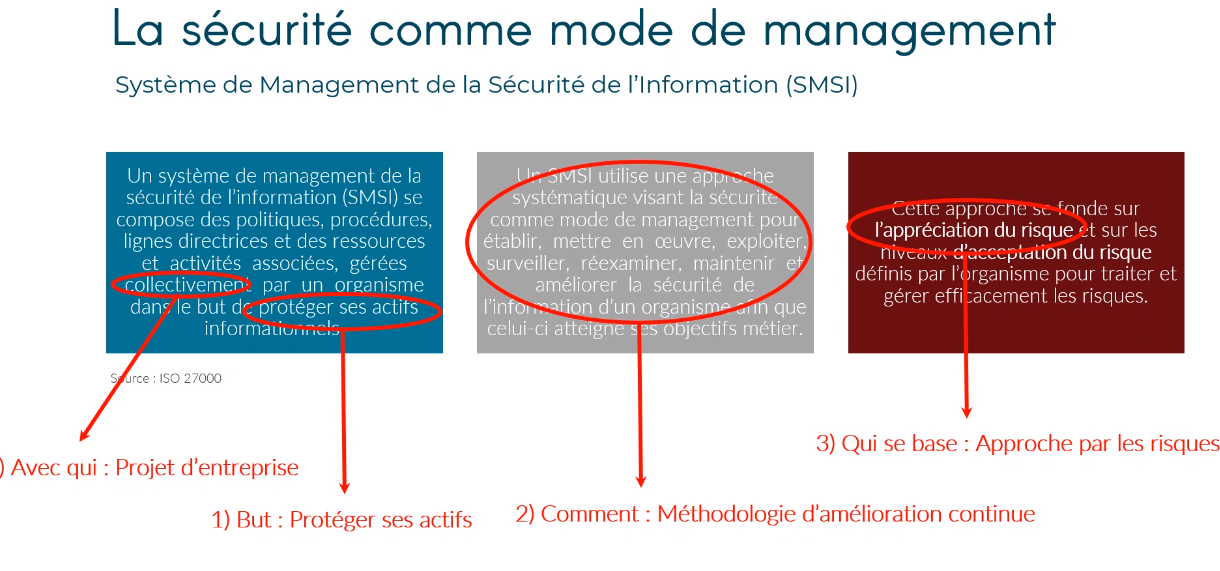 La sécurité comme mode de management
Système de Management de la Sécurité de l'Information (SMSI)
Un système de management de la
sécurité de l'information (SMSI) se
compose des politiques, procédures,
lignes directrices et des ressources
et activités associées, gérées
collectivement par un organisme
dans le but de protéger ses actifs
informationnels.
Un SMSI utilise une approche
systématique visant la sécurité
comme mode de management pour
établir, mettre en œuvre, exploiter,
surveiller, réexaminer, maintenir et
améliorer la sécurité de
l'information d'un organisme afin que
celui-ci atteigne ses objectifs métier.
Cette approche se fonde sur
l'appréciation du risque et sur les
niveaux d'acceptation du risque
définis par l'organisme pour traiter et
gérer efficacement les risques.
Source : ISO 27000
) Avec qui : Projet d'entreprise
1) But : Protéger ses actifs
2) Comment : Méthodologie d'amélioration continue
3) Qui se base : Approche par les risques